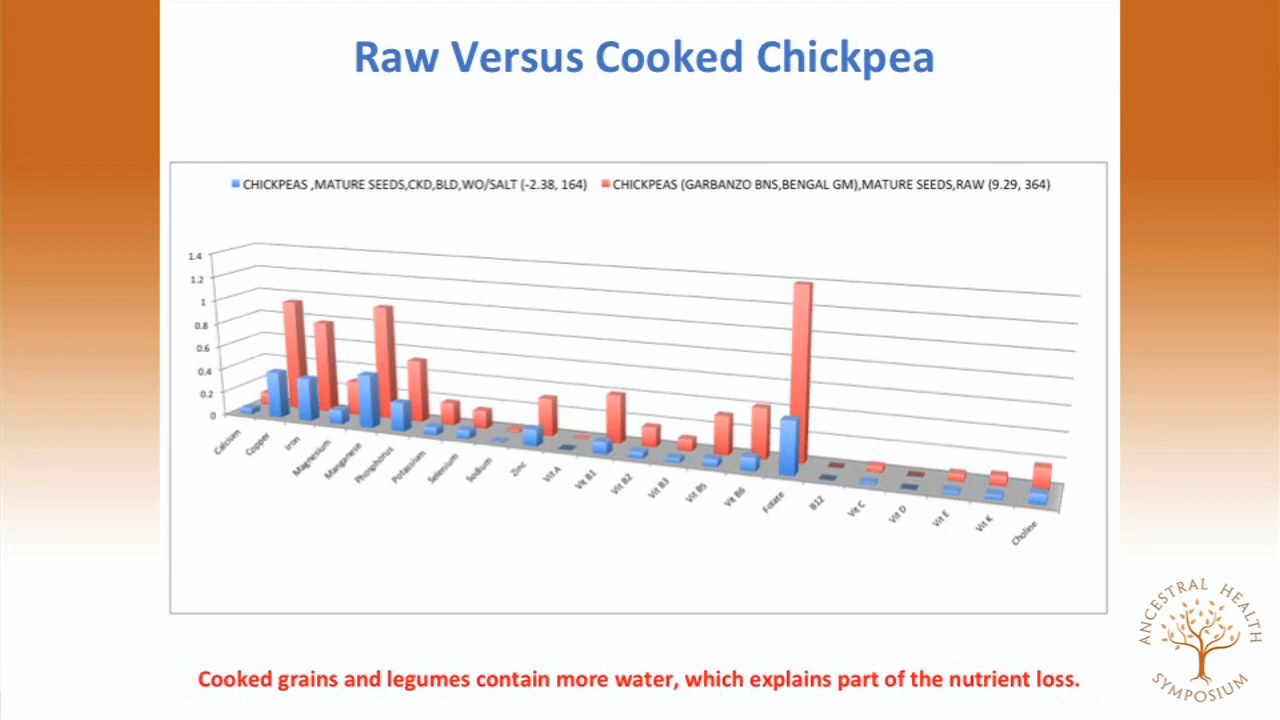 Raw Versus Cooked Chickpea
CHICKPEAS ,MATURE SEEDS,CKD,BLD,WO/SALT (-2.38, 164)
CHICKPEAS (GARBANZO BNS,BENGAL GM),MATURE SEEDS,RAW (9.29, 364)
1.4
1.2
1
0.8
0.6
0.4
0.2
0
Calcium
Copper
Iron
Magnesium
Manganese
Phosphorus
Potassium
Selenium
Sodium
Zinc
Vit A
Vit B1
Vit B2
Vit B3
Vit B5
Vit B6
Folate
B12
Vit C
Vit D
Vit E
Vit K
Choline
ANCESTRAL HEALTH
SYMPOSIUM
Cooked grains and legumes contain more water, which explains part of the nutrient loss.